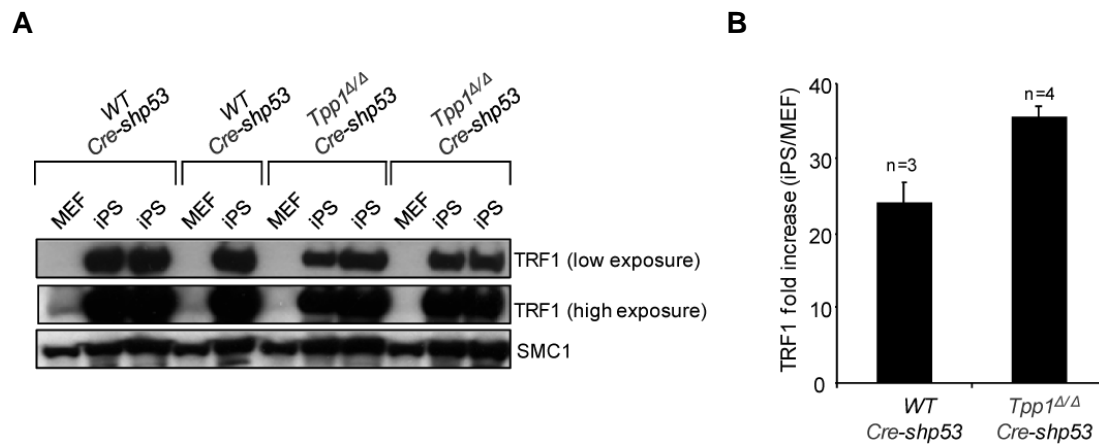 A
WT
Cre-shp53
WT
Cre-shp53
Tpp1Δ/Δ
Cre-shp53
Tpp1Δ/Δ
Cre-shp53
MEF iPS iPS MEF iPS MEF iPS iPS MEF iPS iPS
TRF1 (low exposure)
TRF1 (high exposure)
SMC1
B
TRF1 fold increase (iPS/MEF)
40
30
20
10
0
n=3
n=4
WT
Cre-shp53
Tpp1Δ/Δ
Cre-shp53